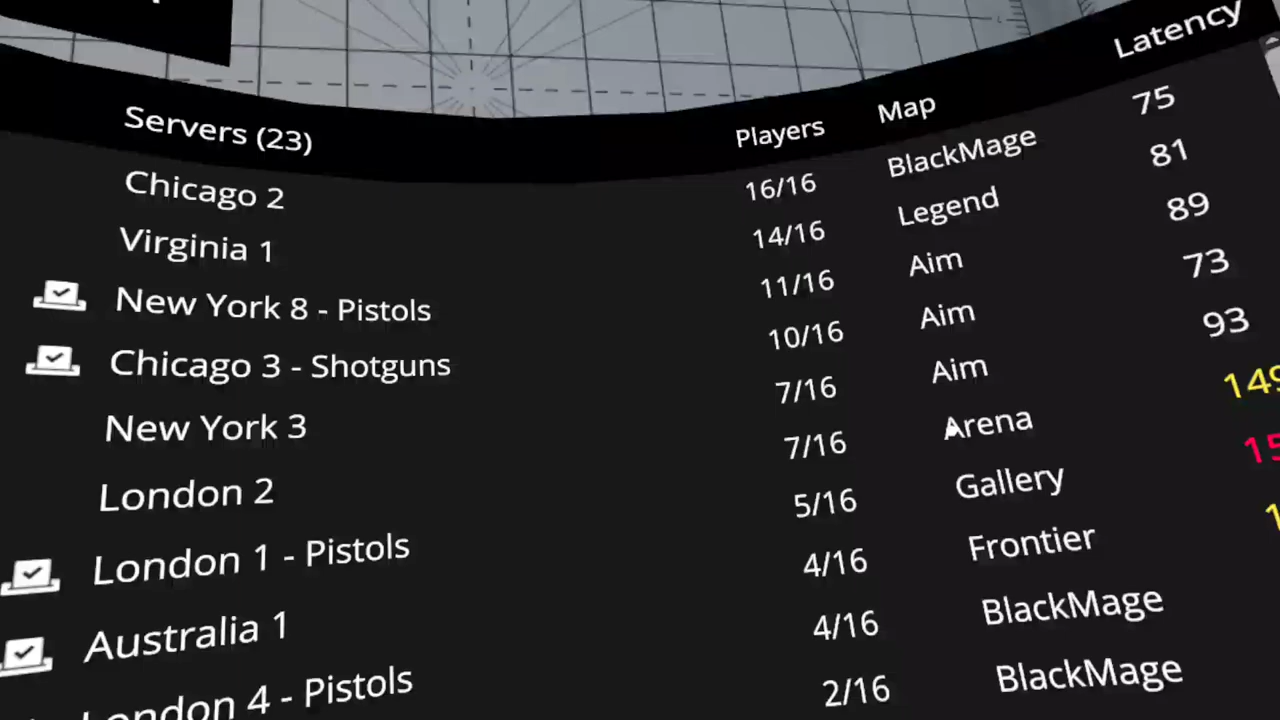 Servers (23) Players Map Latency
Chicago 2 16/16 BlackMage 75
Virginia 1 14/16 Legend 81
New York 8 - Pistols 11/16 Aim 89
Chicago 3 - Shotguns 10/16 Aim 73
New York 3 7/16 Aim 93
London 2 7/16 Arena 149
London 1 - Pistols 5/16 Gallery
Australia 1 4/16 Frontier
London 4 - Pistols 4/16 BlackMage
2/16 BlackMage